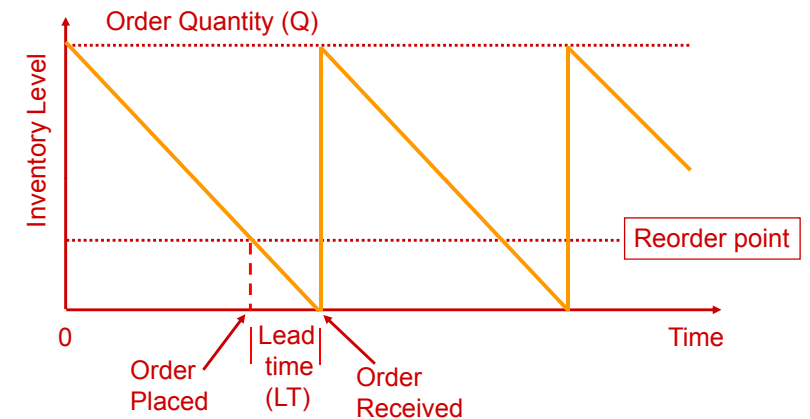 Order Quantity (Q)
Inventory Level
Reorder point
0
Time
Lead
time
(LT)
Order
Placed
Order
Received